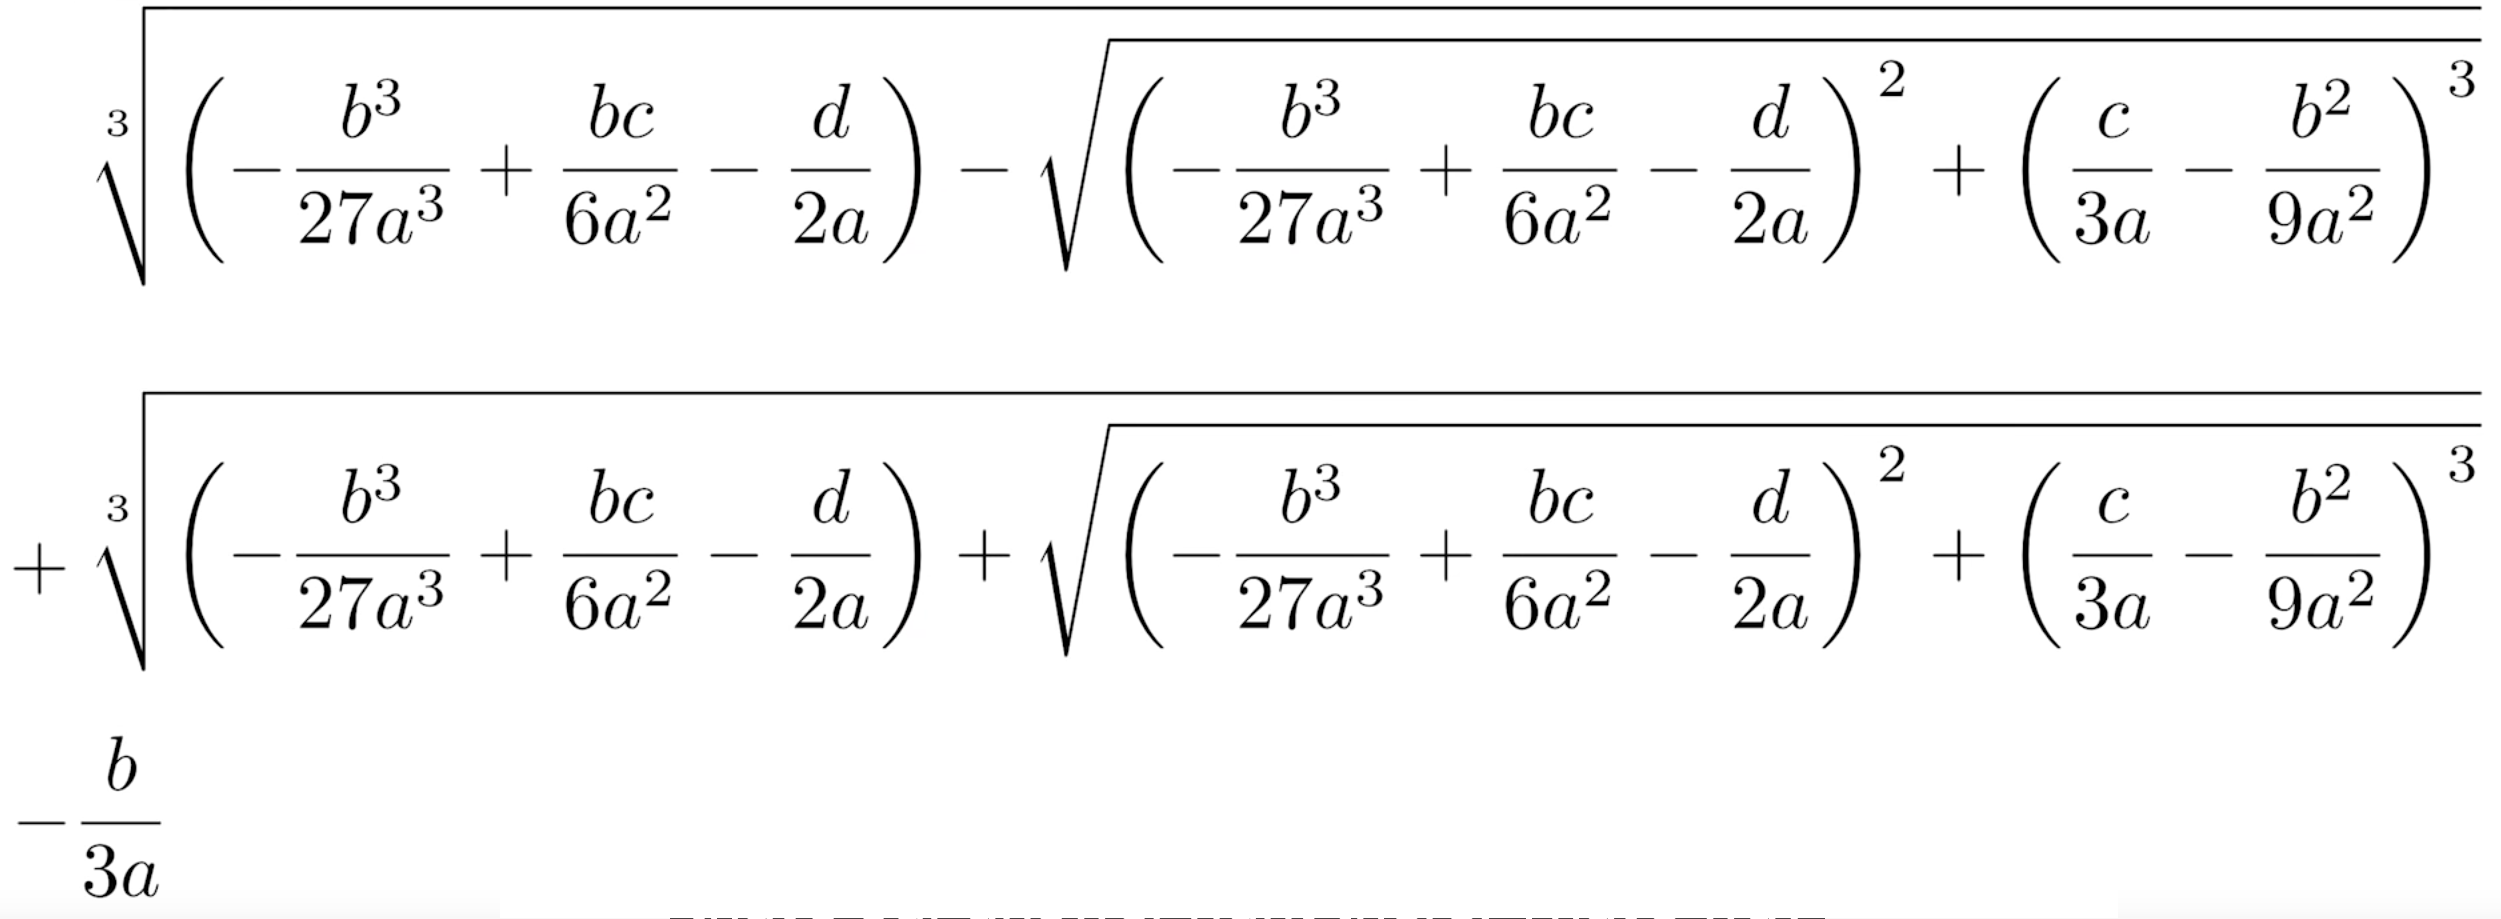 ∛((−b³/27a³ + bc/6a² − d/2a) − √((−b³/27a³ + bc/6a² − d/2a)² + (c/3a − b²/9a²)³))
+ ∛((−b³/27a³ + bc/6a² − d/2a) + √((−b³/27a³ + bc/6a² − d/2a)² + (c/3a − b²/9a²)³))
− b/3a